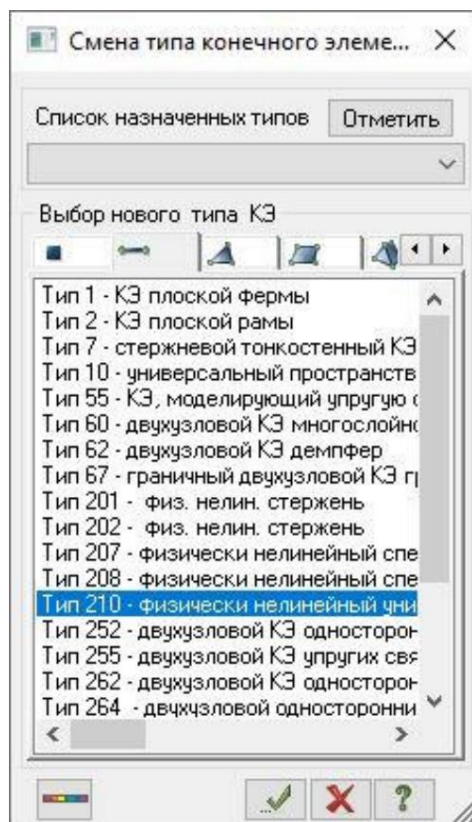 Смена типа конечного элеме...
Список назначенных типов Отметить
Выбор нового типа КЭ
Тип 1 - КЭ плоской фермы
Тип 2 - КЭ плоской рамы
Тип 7 - стержневой тонкостенный КЭ
Тип 10 - универсальный пространств
Тип 55 - КЭ, моделирующий упругую
Тип 60 - двухузловой КЭ многослойн
Тип 62 - двухузловой КЭ демпфер
Тип 67 - граничный двухузловой КЭ
Тип 201 - физ. нелин. стержень
Тип 202 - физ. нелин. стержень
Тип 207 - физически нелинейный спе
Тип 208 - физически нелинейный спе
Тип 210 - физически нелинейный уни
Тип 252 - двухузловой КЭ односторон
Тип 255 - двухузловой КЭ упругих свя
Тип 262 - двухузловой КЭ односторон
Тип 264 - двухузловой односторонни